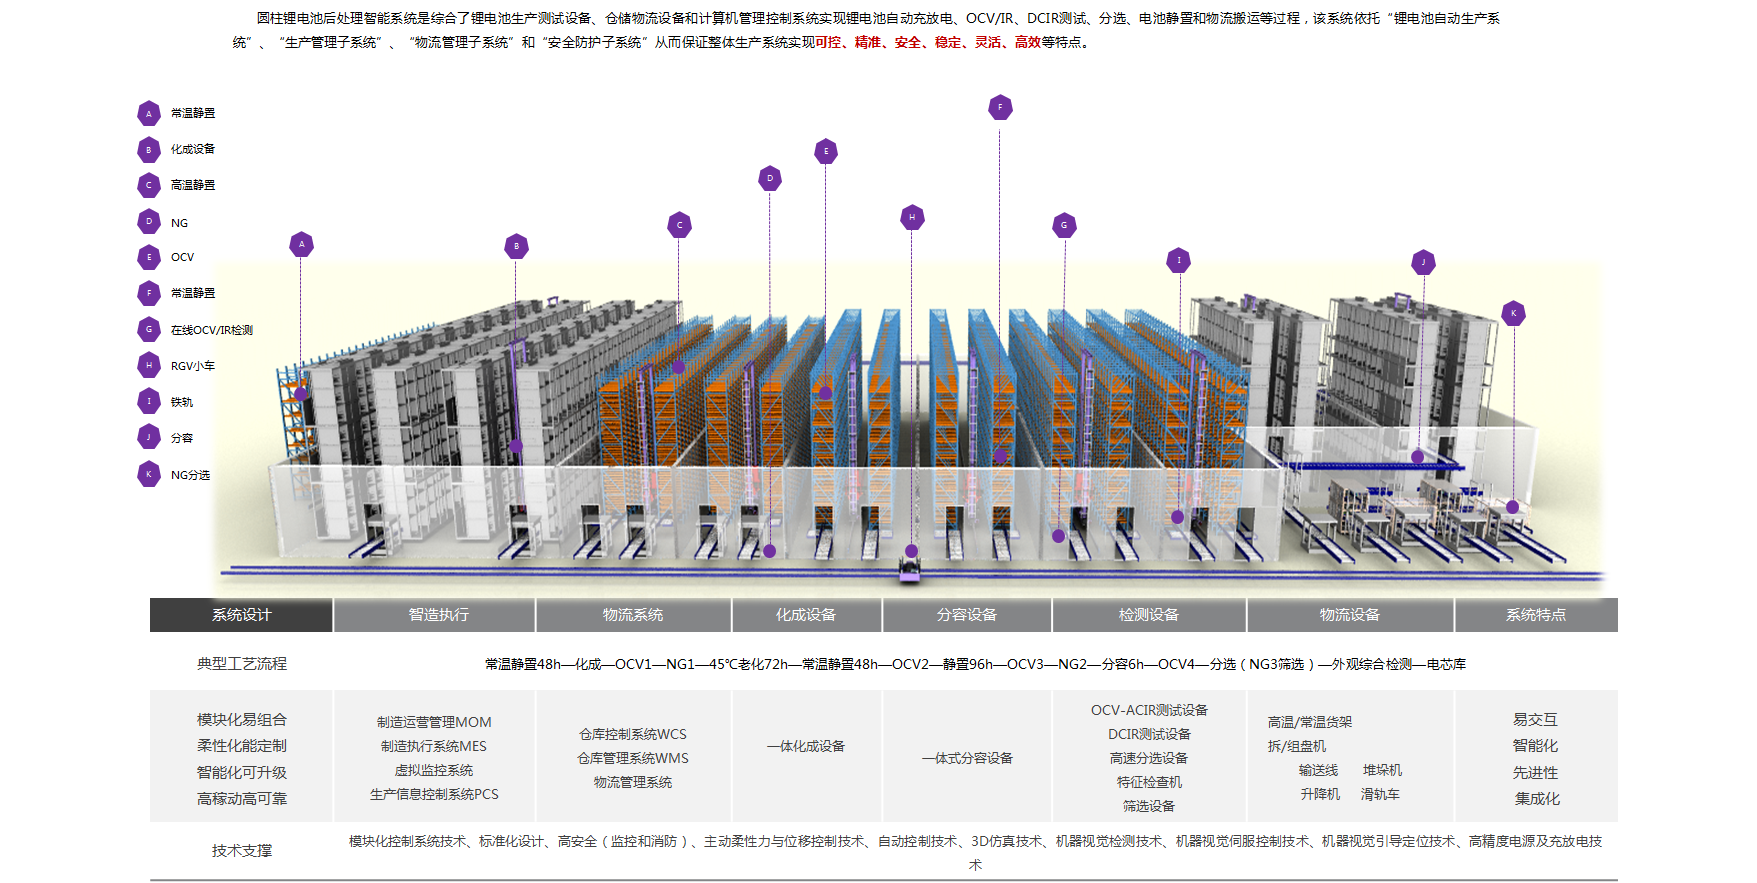 圆柱锂电池后处理智能系统是综合了锂电池生产测试设备、仓储物流设备和计算机管理控制系统实现锂电池自动充放电、OCV/IR、DCIR测试、分选、电池静置和物流搬运等过程，该系统依托“锂电池自动生产系
统”、“生产管理子系统”、“物流管理子系统”和“安全防护子系统”从而保证整体生产系统实现可控、精准、安全、稳定、灵活、高效等特点。
A 常温静置
B 化成设备
C 高温静置
D NG
E OCV
F 常温静置
G 在线OCV/IR检测
H RGV小车
I 铁轨
J 分容
K NG分选
A
B
C
D
E
H
F
G
I
J
K
系统设计 智造执行 物流系统 化成设备 分容设备 检测设备 物流设备 系统特点
典型工艺流程 常温静置48h—化成—OCV1—NG1—45℃老化72h—常温静置48h—OCV2—静置96h—OCV3—NG2—分容6h—OCV4—分选（NG3筛选）—外观综合检测—电芯库
模块化易组合
柔性化能定制
智能化可升级
高稼动高可靠
制造运营管理MOM
制造执行系统MES
虚拟监控系统
生产信息控制系统PCS
仓库控制系统WCS
仓库管理系统WMS
物流管理系统
一体化成设备
一体式分容设备
OCV-ACIR测试设备
DCIR测试设备
高速分选设备
特征检查机
筛选设备
高温/常温货架
拆/组盘机
输送线 堆垛机
升降机 滑轨车
易交互
智能化
先进性
集成化
技术支撑
模块化控制系统技术、标准化设计、高安全（监控和消防）、主动柔性力与位移控制技术、自动控制技术、3D仿真技术、机器视觉检测技术、机器视觉伺服控制技术、机器视觉引导定位技术、高精度电源及充放电技
术